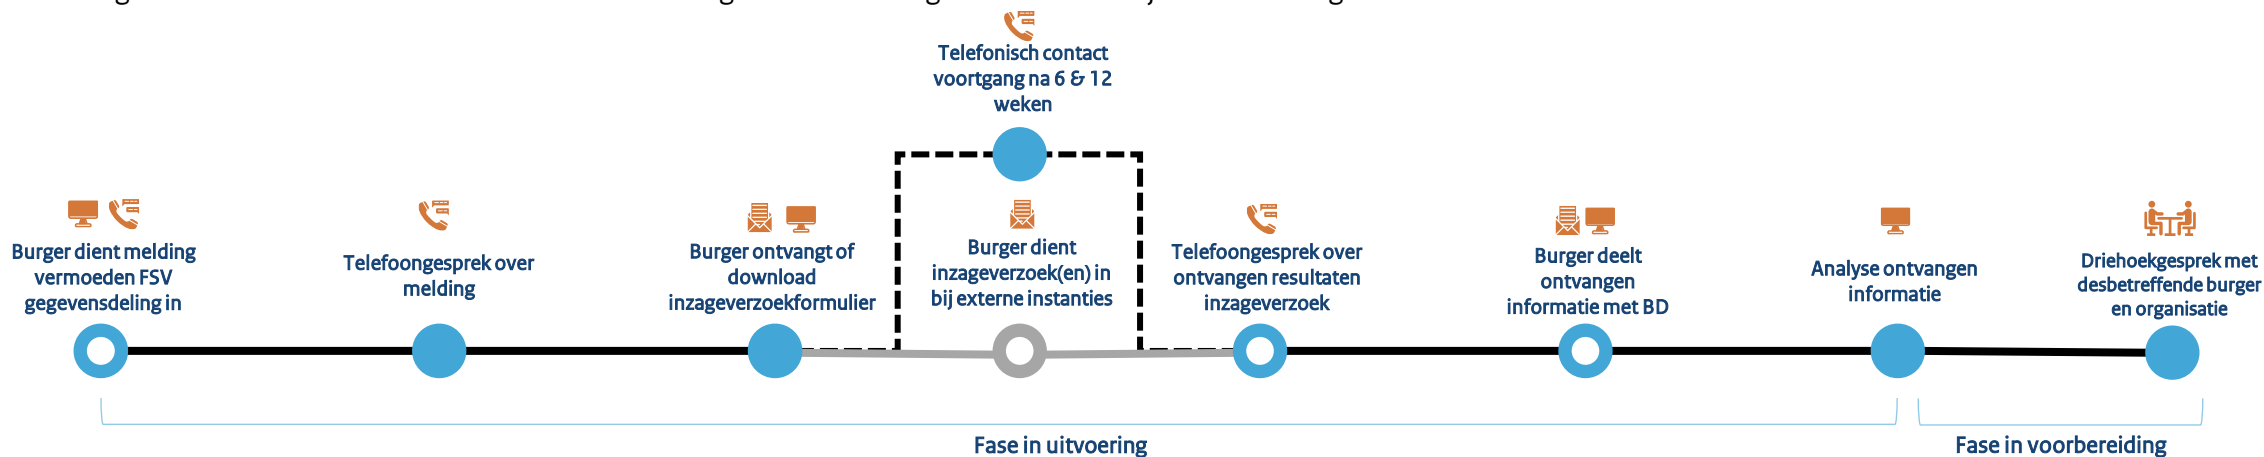 Telefonisch contact
voortgang na 6 & 12
weken
Burger dient melding
vermoeden FSV
gegevensdeling in
Telefoongesprek over
melding
Burger ontvangt of
download
inzageverzoekformulier
Burger dient
inzageverzoek(en) in
bij externe instanties
Telefoongesprek over
ontvangen resultaten
inzageverzoek
Burger deelt
ontvangen
informatie met BD
Analyse ontvangen
informatie
Driehoekgesprek met
desbetreffende burger
en organisatie
Fase in uitvoering
Fase in voorbereiding